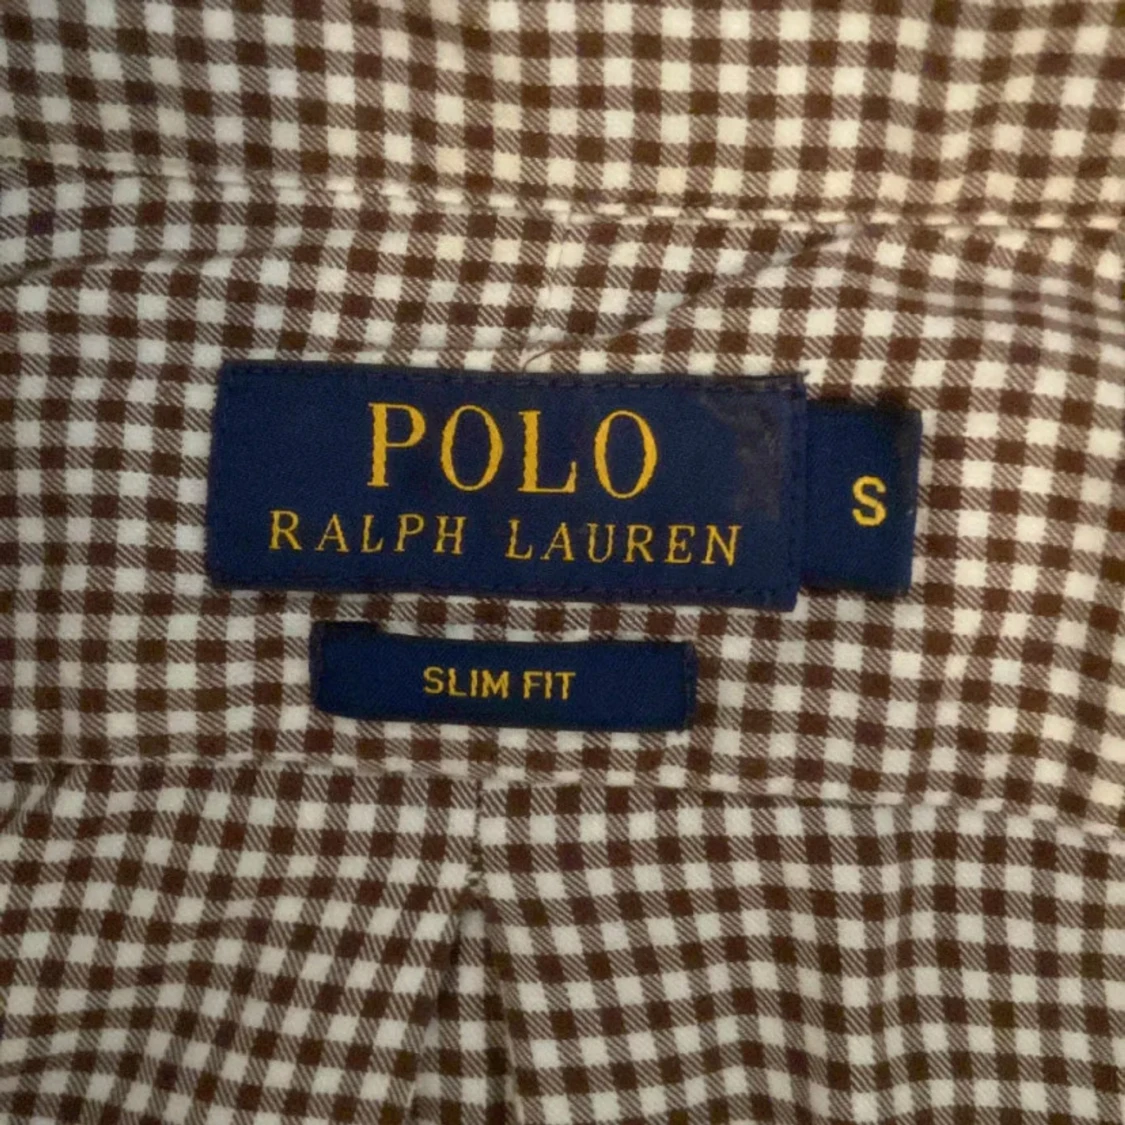 POLO
RALPH LAUREN
S
SLIM FIT